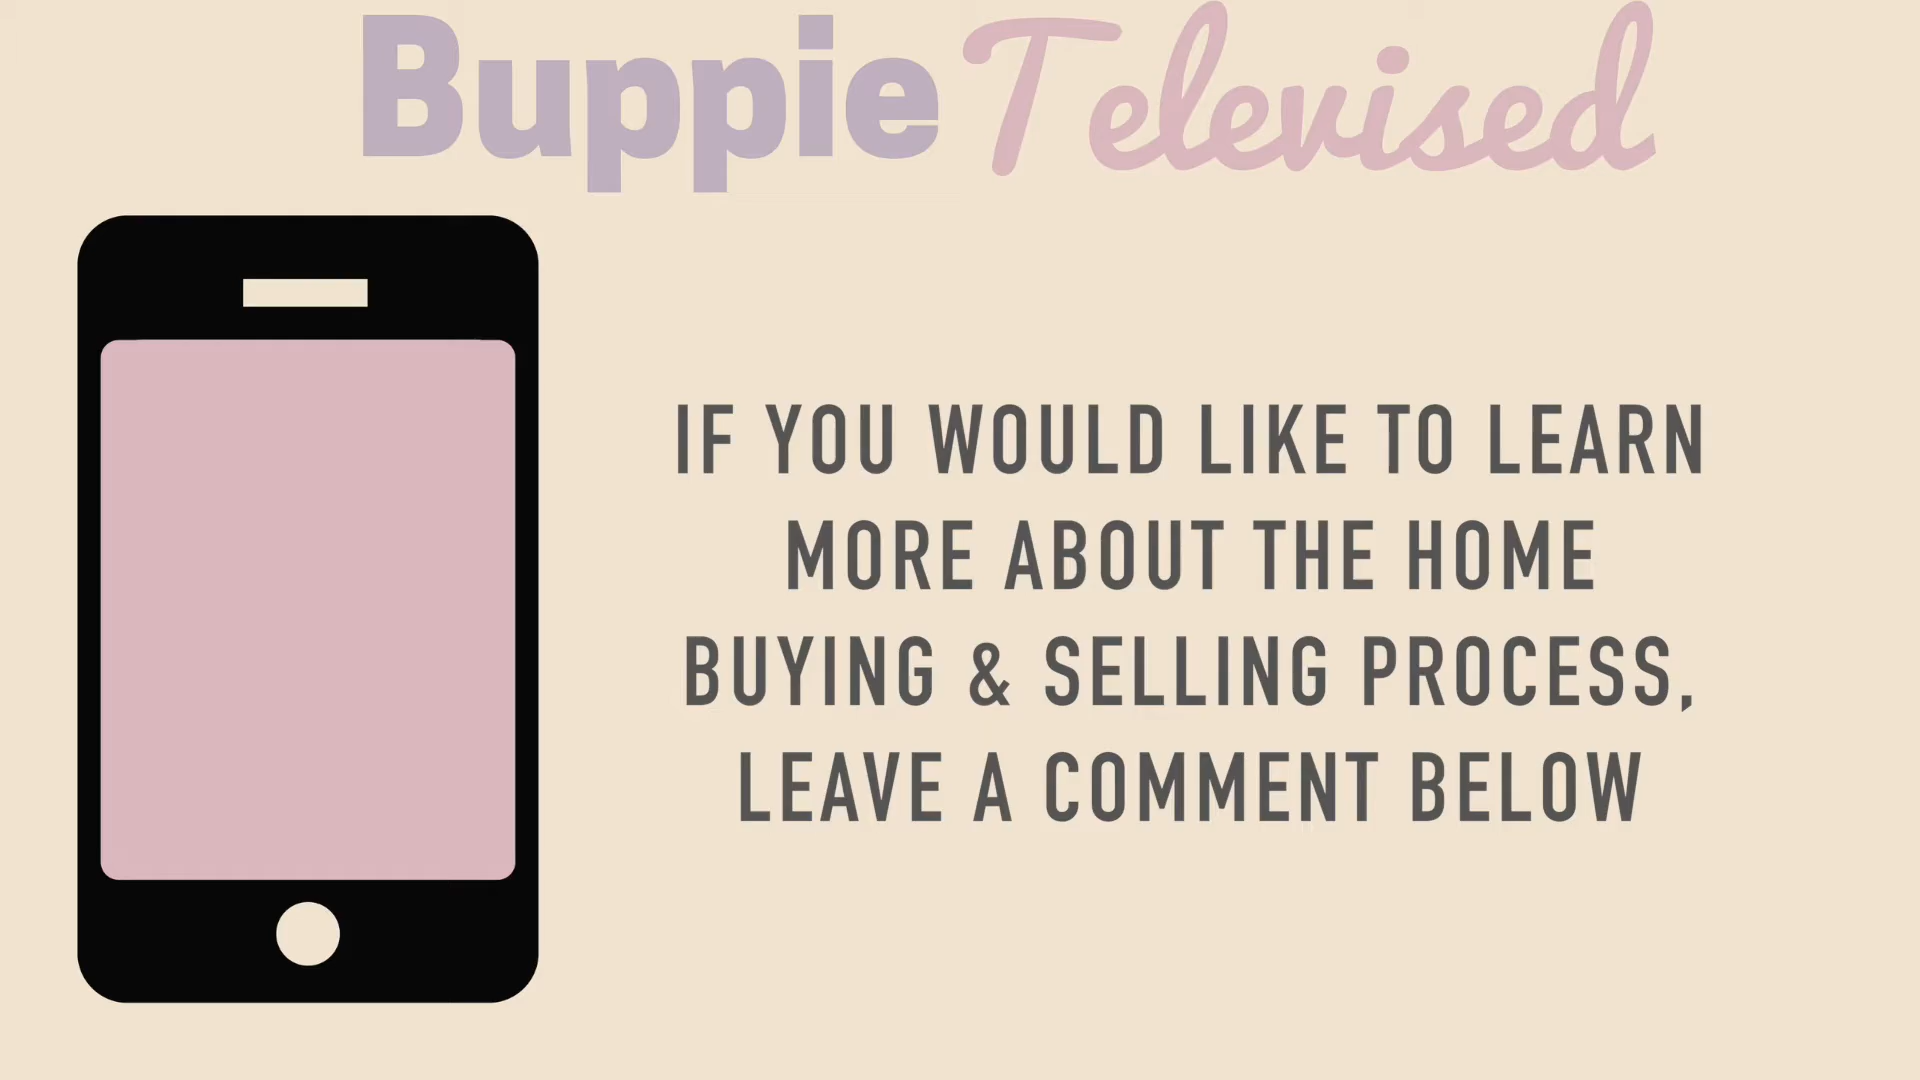 Buppie Televised
IF YOU WOULD LIKE TO LEARN
MORE ABOUT THE HOME
BUYING & SELLING PROCESS,
LEAVE A COMMENT BELOW